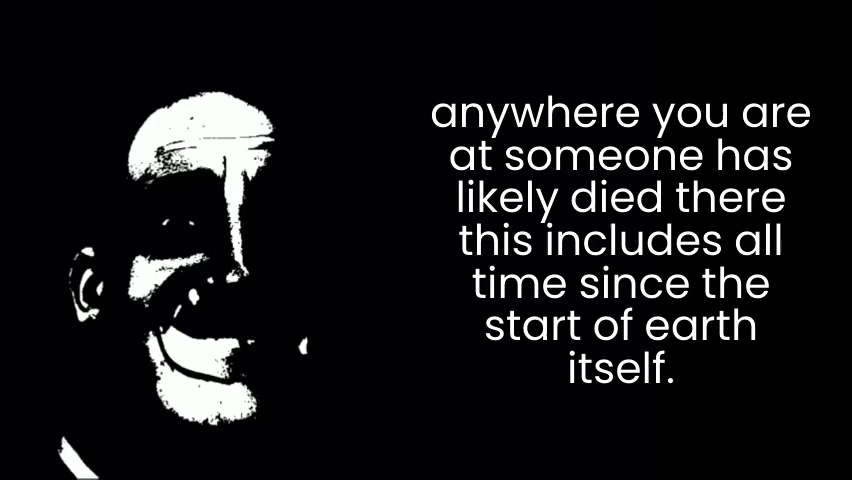 anywhere you are
at someone has
likely died there
this includes all
time since the
start of earth
itself.